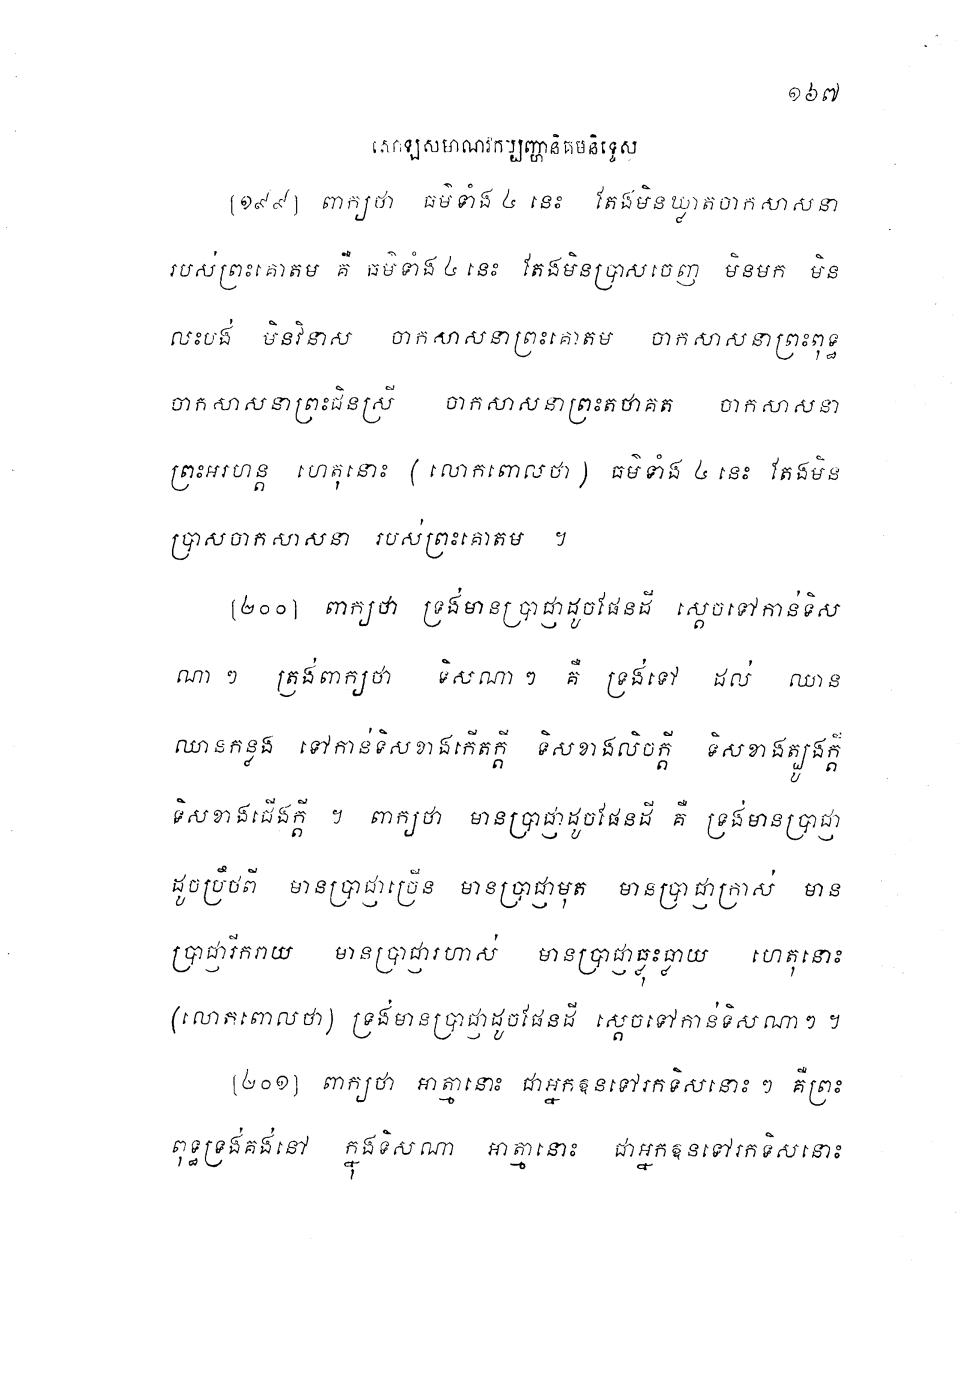 ១៦៧
សោឡសមាណវកប្បញ្ហានិគមនិទ្ទេស
[១៩៩] ពាក្យថា ធម៌ទាំង ៤ នេះ តែងមិនឃ្លាតចាកសាសនា
របស់ព្រះគោតម គឺ ធម៌ទាំង ៤ នេះ តែងមិនប្រាសចេញ មិនមក មិន
លះបង់ មិនវិនាស ចាកសាសនាព្រះគោតម ចាកសាសនាព្រះពុទ្ធ
ចាកសាសនាព្រះជិនស្រី ចាកសាសនាព្រះតថាគត ចាកសាសនា
ព្រះអរហន្ត ហេតុនោះ (លោកពោលថា) ធម៌ទាំង ៤ នេះ តែងមិន
ប្រាសចាកសាសនា របស់ព្រះគោតម ។
[២០០] ពាក្យថា ទ្រង់មានប្រាជ្ញាដូចផែនដី ស្តេចទៅកាន់ទិស
ណា ៗ ត្រង់ពាក្យថា ទិសណា ៗ គឺ ទ្រង់ទៅ ដល់ ឈាន
ឈានកន្លង ទៅកាន់ទិសខាងកើតក្តី ទិសខាងលិចក្តី ទិសខាងត្បូងក្តី
ទិសខាងជើងក្តី ។ ពាក្យថា មានប្រាជ្ញាដូចផែនដី គឺ ទ្រង់មានប្រាជ្ញា
ដូចប្រឹថពី មានប្រាជ្ញាច្រើន មានប្រាជ្ញាមុត មានប្រាជ្ញាក្រាស់ មាន
ប្រាជ្ញារីករាយ មានប្រាជ្ញារហាស់ មានប្រាជ្ញាធ្លុះធ្លាយ ហេតុនោះ
(លោកពោលថា) ទ្រង់មានប្រាជ្ញាដូចផែនដី ស្តេចទៅកាន់ទិសណា ៗ ។
[២០១] ពាក្យថា អាត្មានោះ ជាអ្នកឱនទៅរកទិសនោះ ៗ គឺព្រះ
ពុទ្ធទ្រង់គង់នៅ ក្នុងទិសណា អាត្មានោះ ជាអ្នកឱនទៅរកទិសនោះ